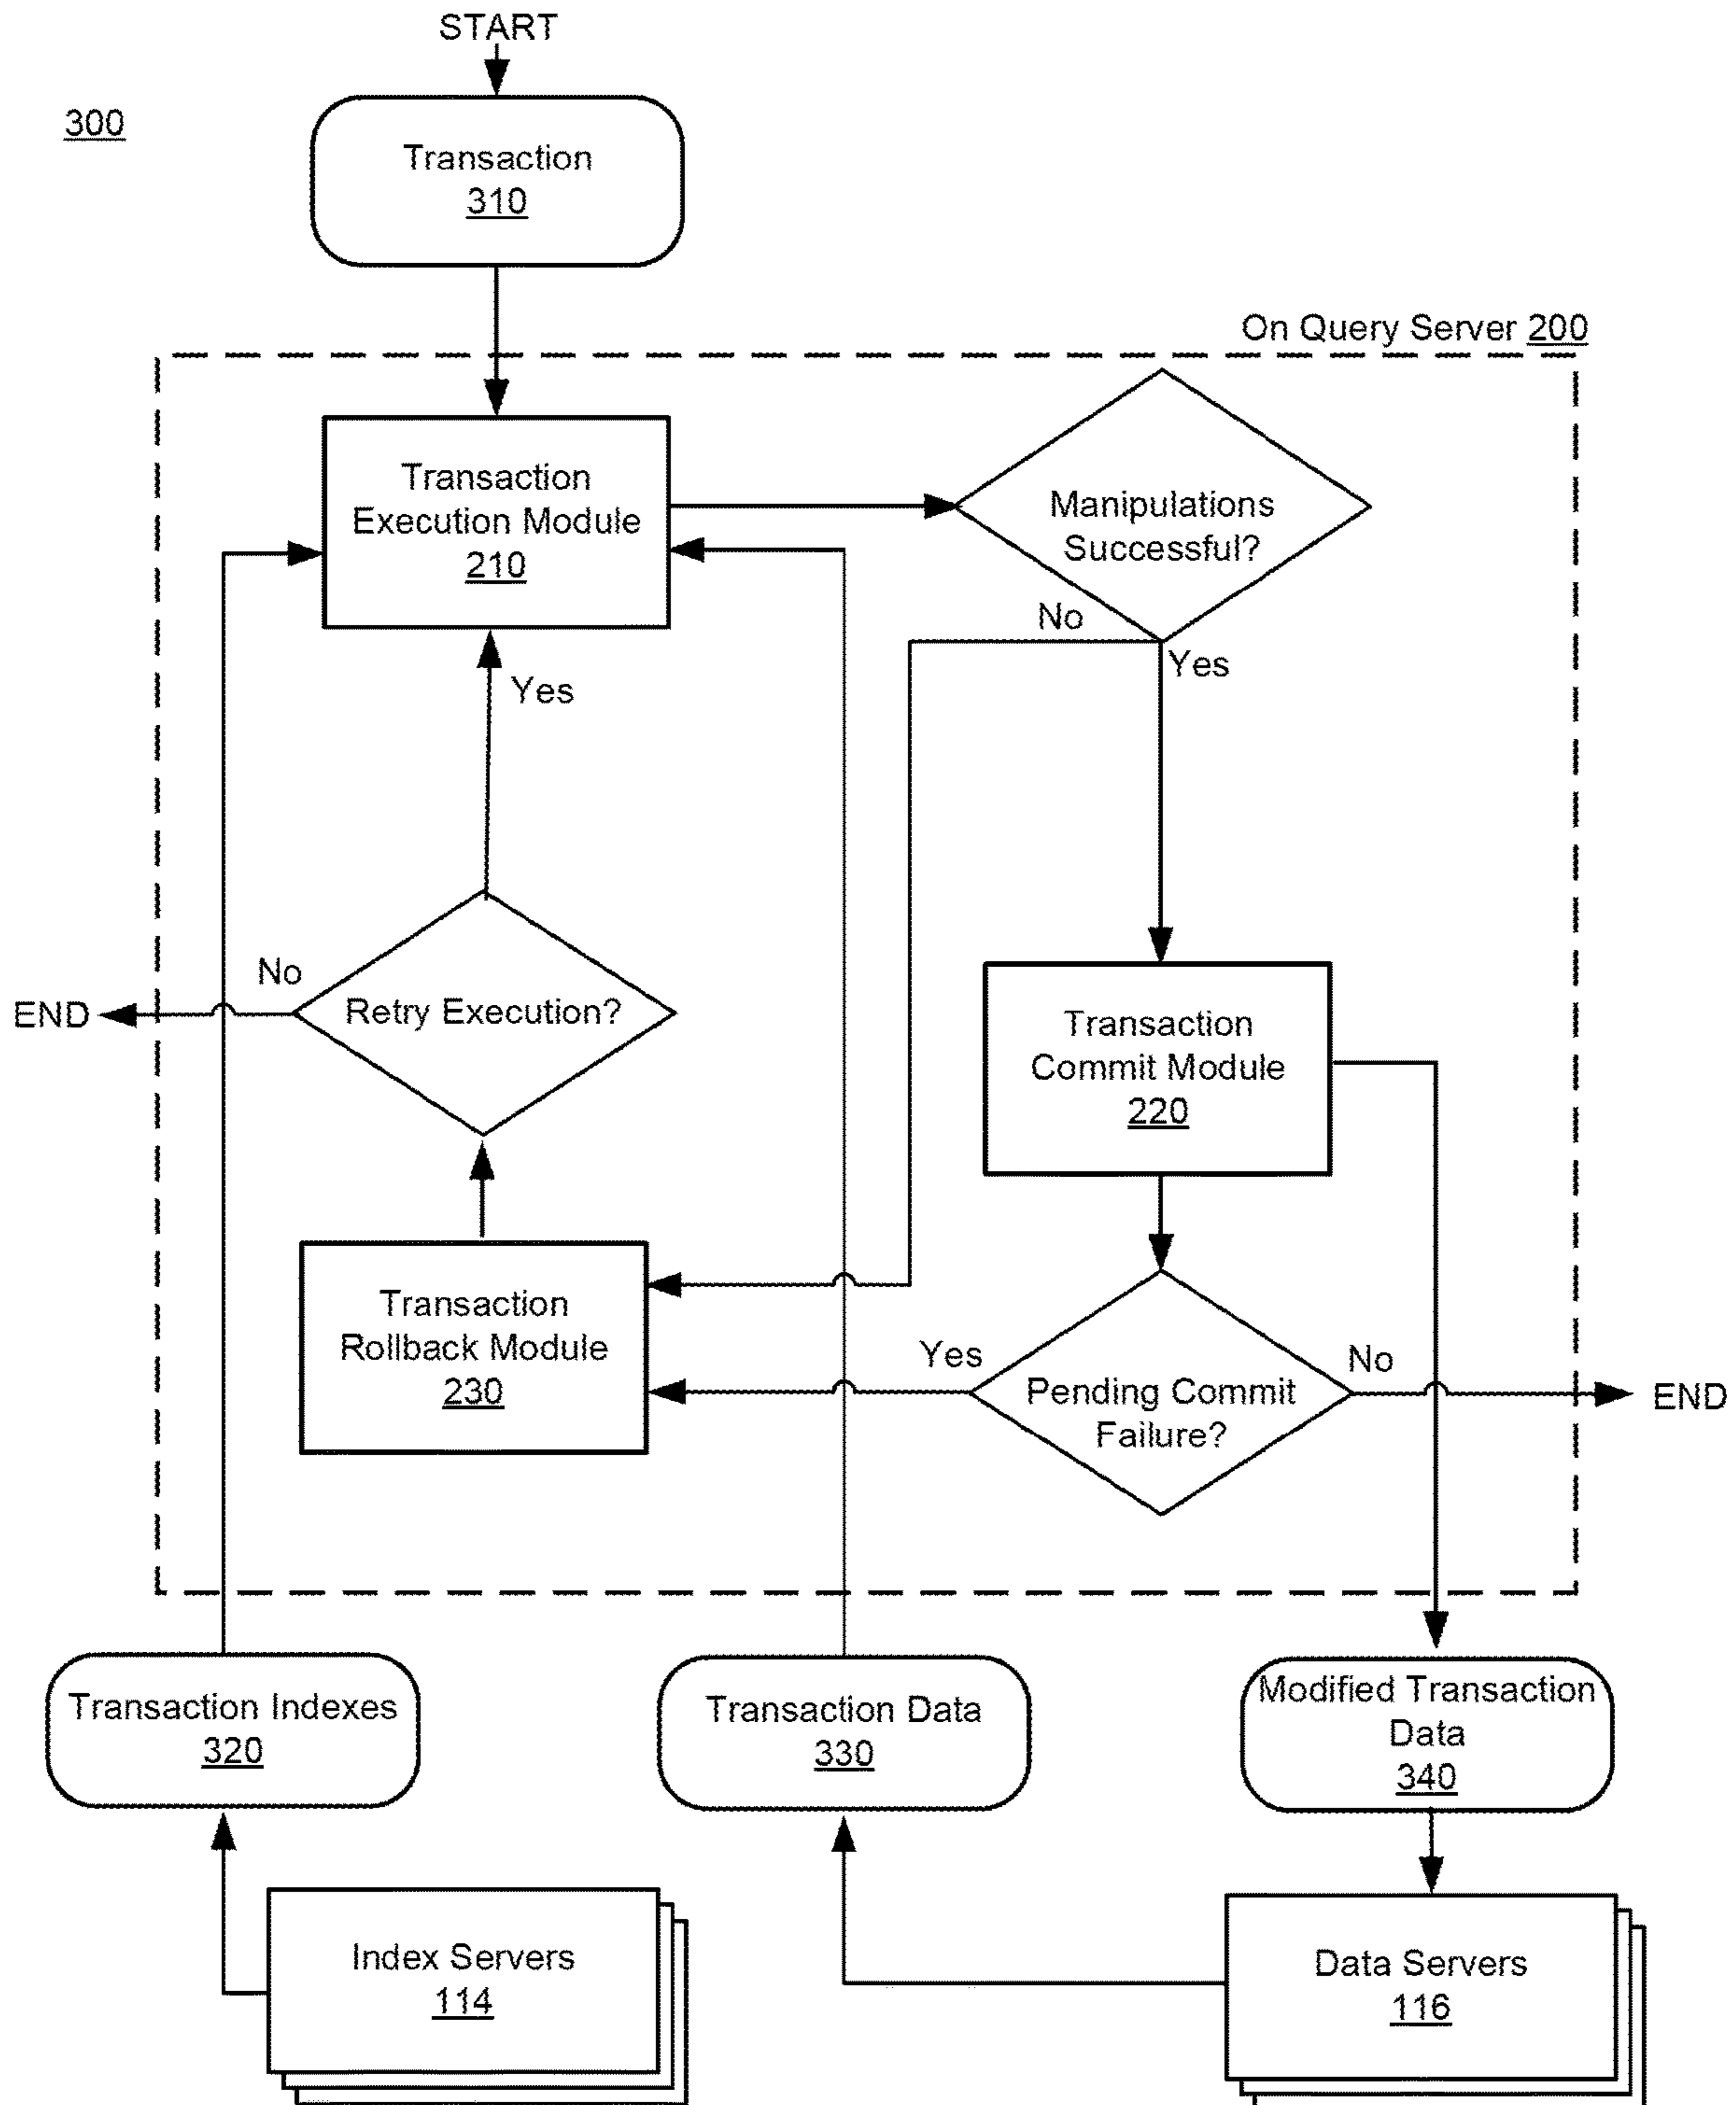 START
300
Transaction
310
On Query Server 200
Transaction
Execution Module
210
Manipulations
Successful?
No
Yes
Yes
No
END
Retry Execution?
Transaction
Commit Module
220
Transaction
Rollback Module
230
Yes
Pending Commit
Failure?
No
END
Transaction Indexes
320
Transaction Data
330
Modified Transaction
Data
340
Index Servers
114
Data Servers
116